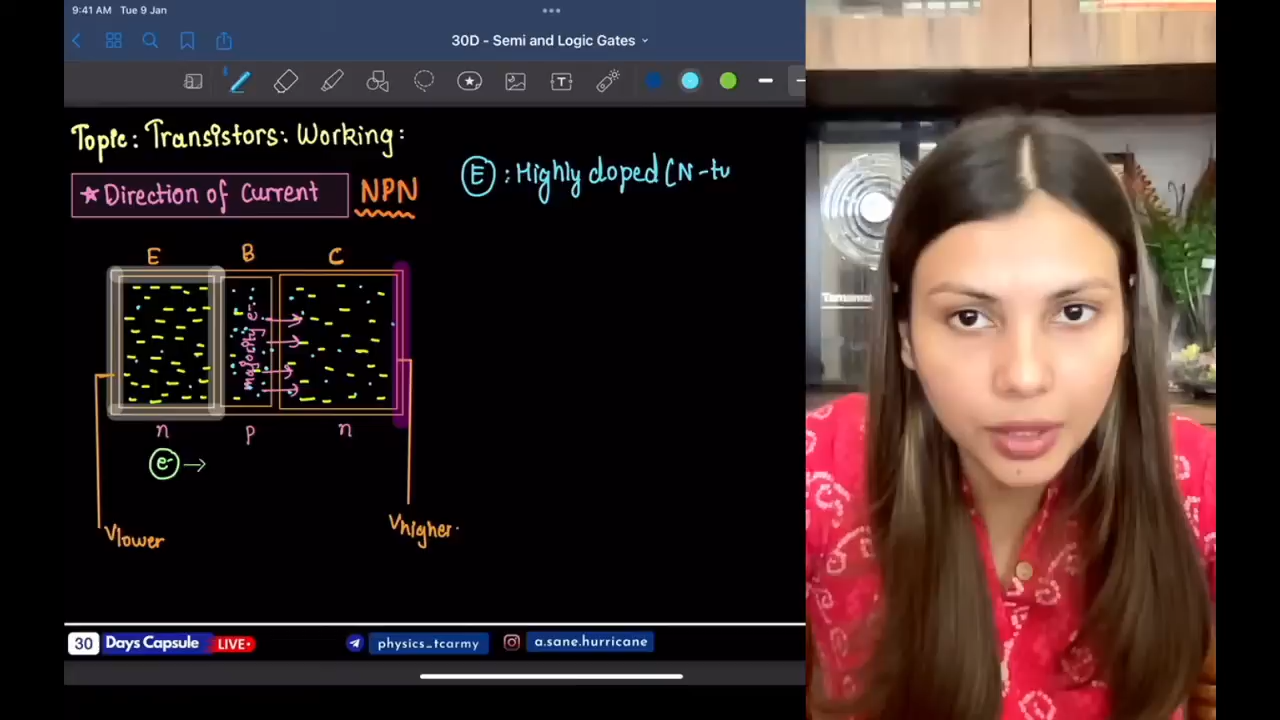 9:41 AM Tue 9 Jan
30D - Semi and Logic Gates
Topic: Transistors: Working:
★ Direction of Current NPN
E : Highly doped (N-tu
E B C
majority e-
n p n
e- →
Vlower
Vhigher.
30 Days Capsule LIVE
physics_tcarmy
a.sane.hurricane